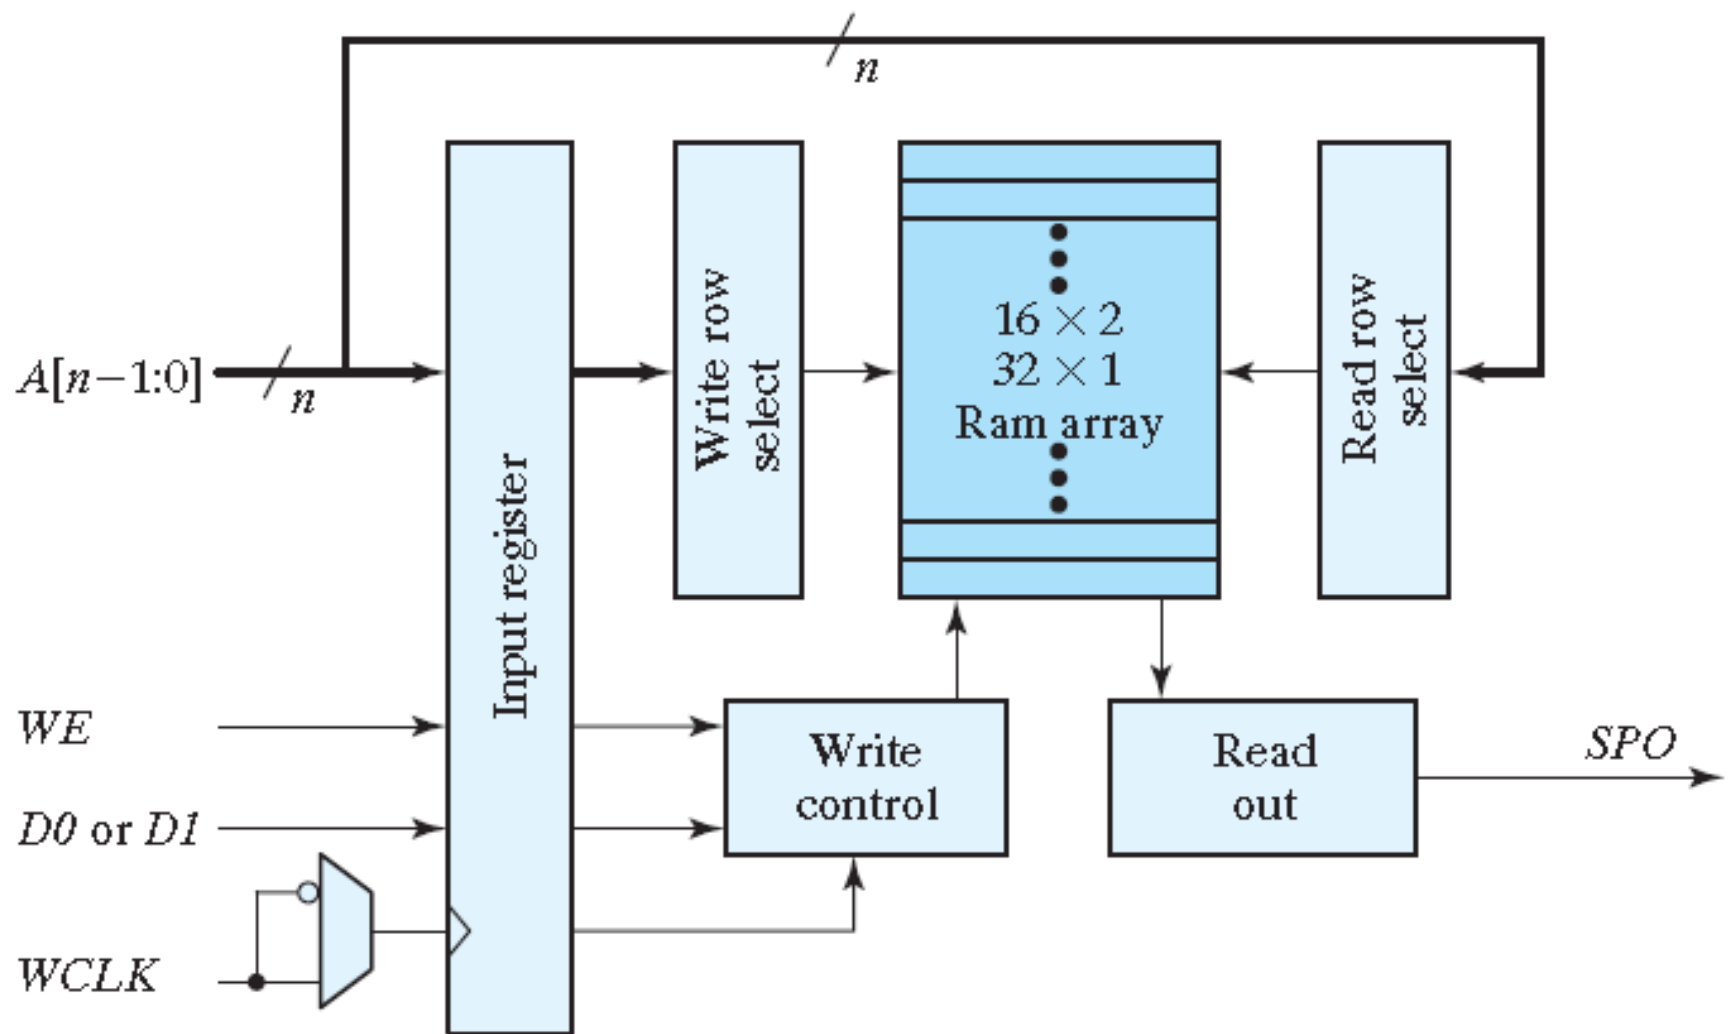 n
A[n−1:0]
n
Input register
Write row
select
16 × 2
32 × 1
Ram array
Read row
select
WE
D0 or D1
WCLK
Write
control
Read
out
SPO